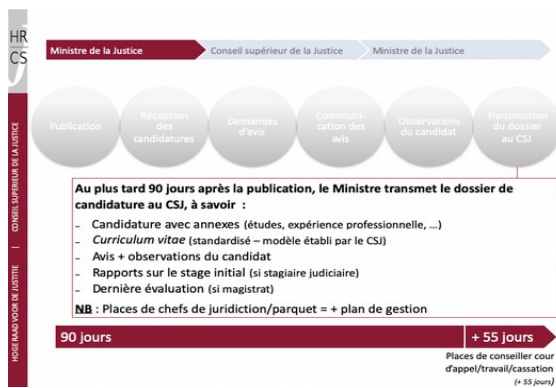 HR
CS
CONSEIL SUPERIEUR DE LA JUSTICE
HOGE RAAD VOOR DE JUSTITIE
Ministre de la Justice
Conseil supérieur de la Justice
Ministre de la Justice
Publication
Réception
des
candidatures
Demandes
d'avis
Communi-
cation des
avis
Observations
du candidat
Transmission
du dossier
au CSJ
Au plus tard 90 jours après la publication, le Ministre transmet le dossier de
candidature au CSJ, à savoir :
- Candidature avec annexes (études, expérience professionnelle, …)
- Curriculum vitae (standardisé – modèle établi par le CSJ)
- Avis + observations du candidat
- Rapports sur le stage initial (si stagiaire judiciaire)
- Dernière évaluation (si magistrat)
NB : Places de chefs de juridiction/parquet = + plan de gestion
90 jours
+ 55 jours
Places de conseiller cour
d'appel/travail/cassation
(+ 55 jours)